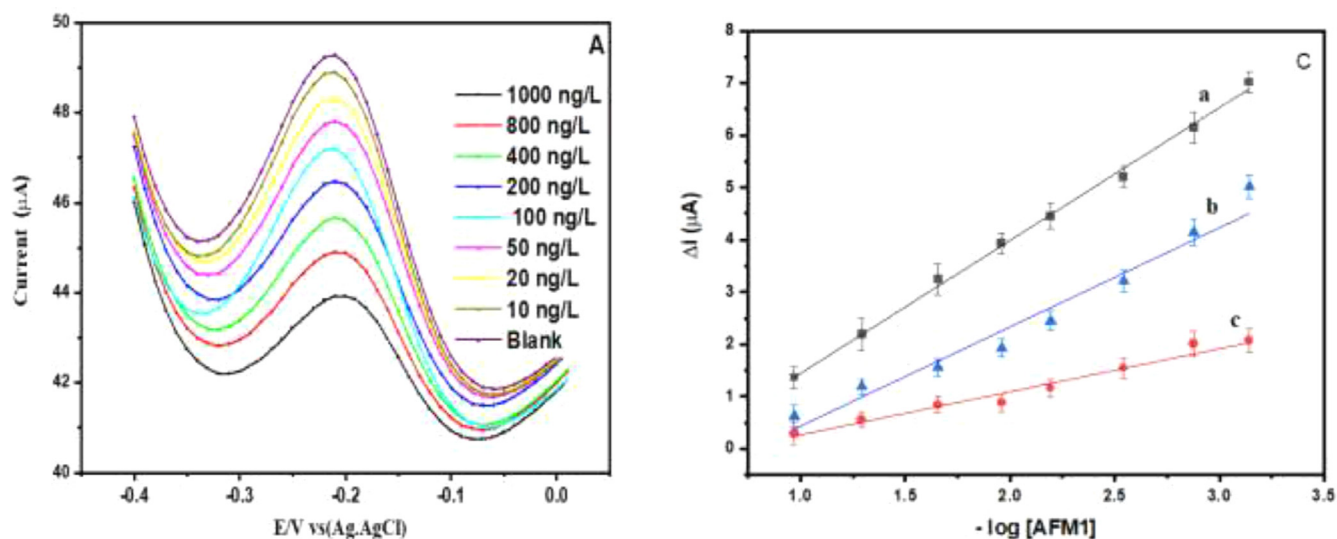 A
50
48
46
44
42
40
Current (μA)
1000 ng/L
800 ng/L
400 ng/L
200 ng/L
100 ng/L
50 ng/L
20 ng/L
10 ng/L
Blank
-0.4 -0.3 -0.2 -0.1 0.0
E/V vs(Ag.AgCl)
C
7
6
5
4
3
2
1
0
ΔI (μA)
a
b
c
1.0 1.5 2.0 2.5 3.0 3.5
- log [AFM1]